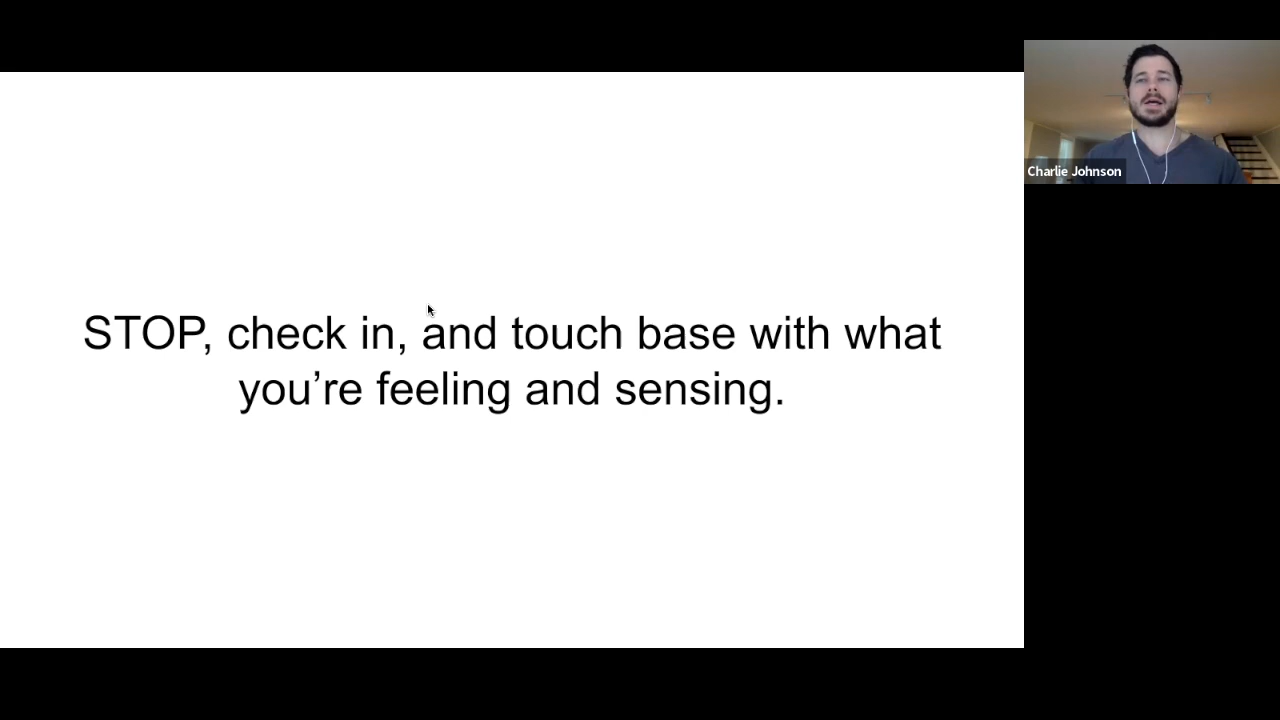 STOP, check in, and touch base with what
you’re feeling and sensing.
Charlie Johnson